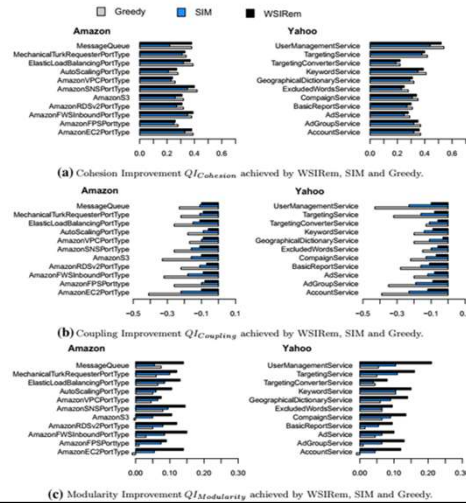 Greedy SIM WSIRem
Amazon Yahoo
MessageQueue
MechanicalTurkRequesterPortType
ElasticLoadBalancingPortType
AutoScalingPortType
AmazonVPCPortType
AmazonSNSPortType
AmazonS3
AmazonRDSv2PortType
AmazonFWSInboundPortType
AmazonFPSPorttype
AmazonEC2PortType
0.0 0.2 0.4 0.6
UserManagementService
TargetingService
TargetingConverterService
KeywordService
GeographicalDictionaryService
ExcludedWordsService
CompaignService
BasicReportService
AdService
AdGroupService
AccountService
0.0 0.2 0.4 0.6
(a) Cohesion Improvement QICohesion achieved by WSIRem, SIM and Greedy.
Amazon Yahoo
MessageQueue
MechanicalTurkRequesterPortType
ElasticLoadBalancingPortType
AutoScalingPortType
AmazonVPCPortType
AmazonSNSPortType
AmazonS3
AmazonRDSv2PortType
AmazonFWSInboundPortType
AmazonFPSPorttype
AmazonEC2PortType
−0.5 −0.3 −0.1 0.1
UserManagementService
TargetingService
TargetingConverterService
KeywordService
GeographicalDictionaryService
ExcludedWordsService
CompaignService
BasicReportService
AdService
AdGroupService
AccountService
−0.5 −0.3 −0.1 0.1
(b) Coupling Improvement QICoupling achieved by WSIRem, SIM and Greedy.
Amazon Yahoo
MessageQueue
MechanicalTurkRequesterPortType
ElasticLoadBalancingPortType
AutoScalingPortType
AmazonVPCPortType
AmazonSNSPortType
AmazonS3
AmazonRDSv2PortType
AmazonFWSInboundPortType
AmazonFPSPorttype
AmazonEC2PortType
0.00 0.10 0.20 0.30
UserManagementService
TargetingService
TargetingConverterService
KeywordService
GeographicalDictionaryService
ExcludedWordsService
CompaignService
BasicReportService
AdService
AdGroupService
AccountService
0.00 0.10 0.20 0.30
(c) Modularity Improvement QIModularity achieved by WSIRem, SIM and Greedy.